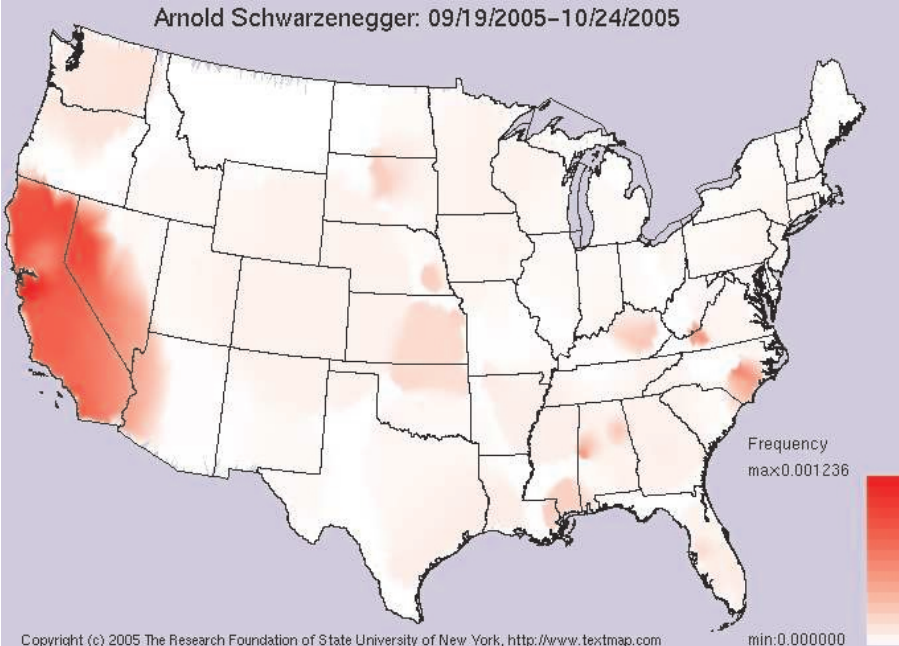 Arnold Schwarzenegger: 09/19/2005-10/24/2005
Frequency
max:0.001236
min:0.000000
Copyright (c) 2005 The Research Foundation of State University of New York, http://www.textmap.com